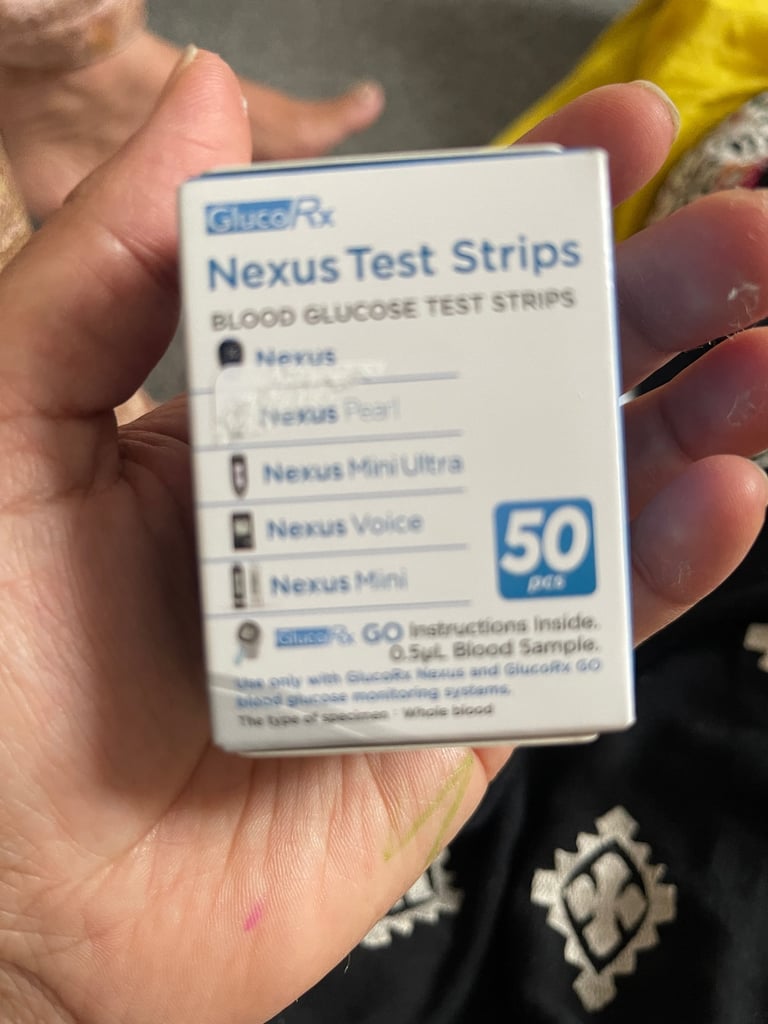 GlucoRx
Nexus Test Strips
BLOOD GLUCOSE TEST STRIPS
Nexus
Nexus Pearl
Nexus Mini Ultra
Nexus Voice
Nexus Mini
50
pcs
GlucoRx GO Instructions Inside.
0.5µL Blood Sample.
Use only with GlucoRx Nexus and GlucoRx GO
blood glucose monitoring systems.
The type of specimen : Whole blood